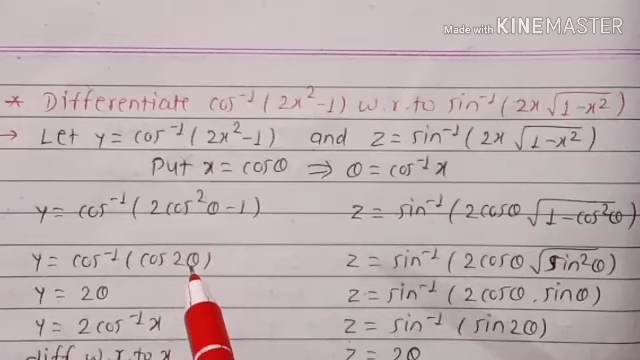 Made with KINEMASTER
* Differentiate cos⁻¹(2x²-1) w.r.to sin⁻¹(2x√(1-x²))
→ Let y = cos⁻¹(2x²-1) and z = sin⁻¹(2x√(1-x²))
Put x = cosθ ⇒ θ = cos⁻¹x
y = cos⁻¹(2cos²θ-1) z = sin⁻¹(2cosθ√(1-cos²θ)
y = cos⁻¹(cos2θ) z = sin⁻¹(2cosθ√(sin²θ)
y = 2θ z = sin⁻¹(2cosθ.sinθ)
y = 2cos⁻¹x z = sin⁻¹(sin2θ)
diff w.r.to x z = 2θ